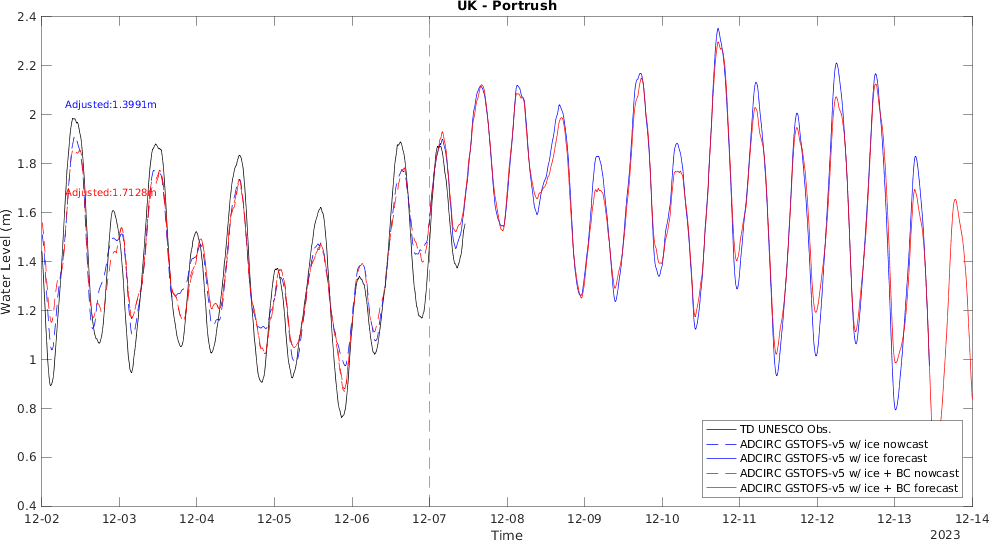 UK - Portrush
2.4
2.2
2
1.8
1.6
1.4
1.2
1
0.8
0.6
0.4
Water Level (m)
Adjusted:1.3991m
Adjusted:1.7128m
TD UNESCO Obs.
ADCIRC GSTOFS-v5 w/ ice nowcast
ADCIRC GSTOFS-v5 w/ ice forecast
ADCIRC GSTOFS-v5 w/ ice + BC nowcast
ADCIRC GSTOFS-v5 w/ ice + BC forecast
12-02 12-03 12-04 12-05 12-06 12-07 12-08 12-09 12-10 12-11 12-12 12-13 12-14
Time
2023